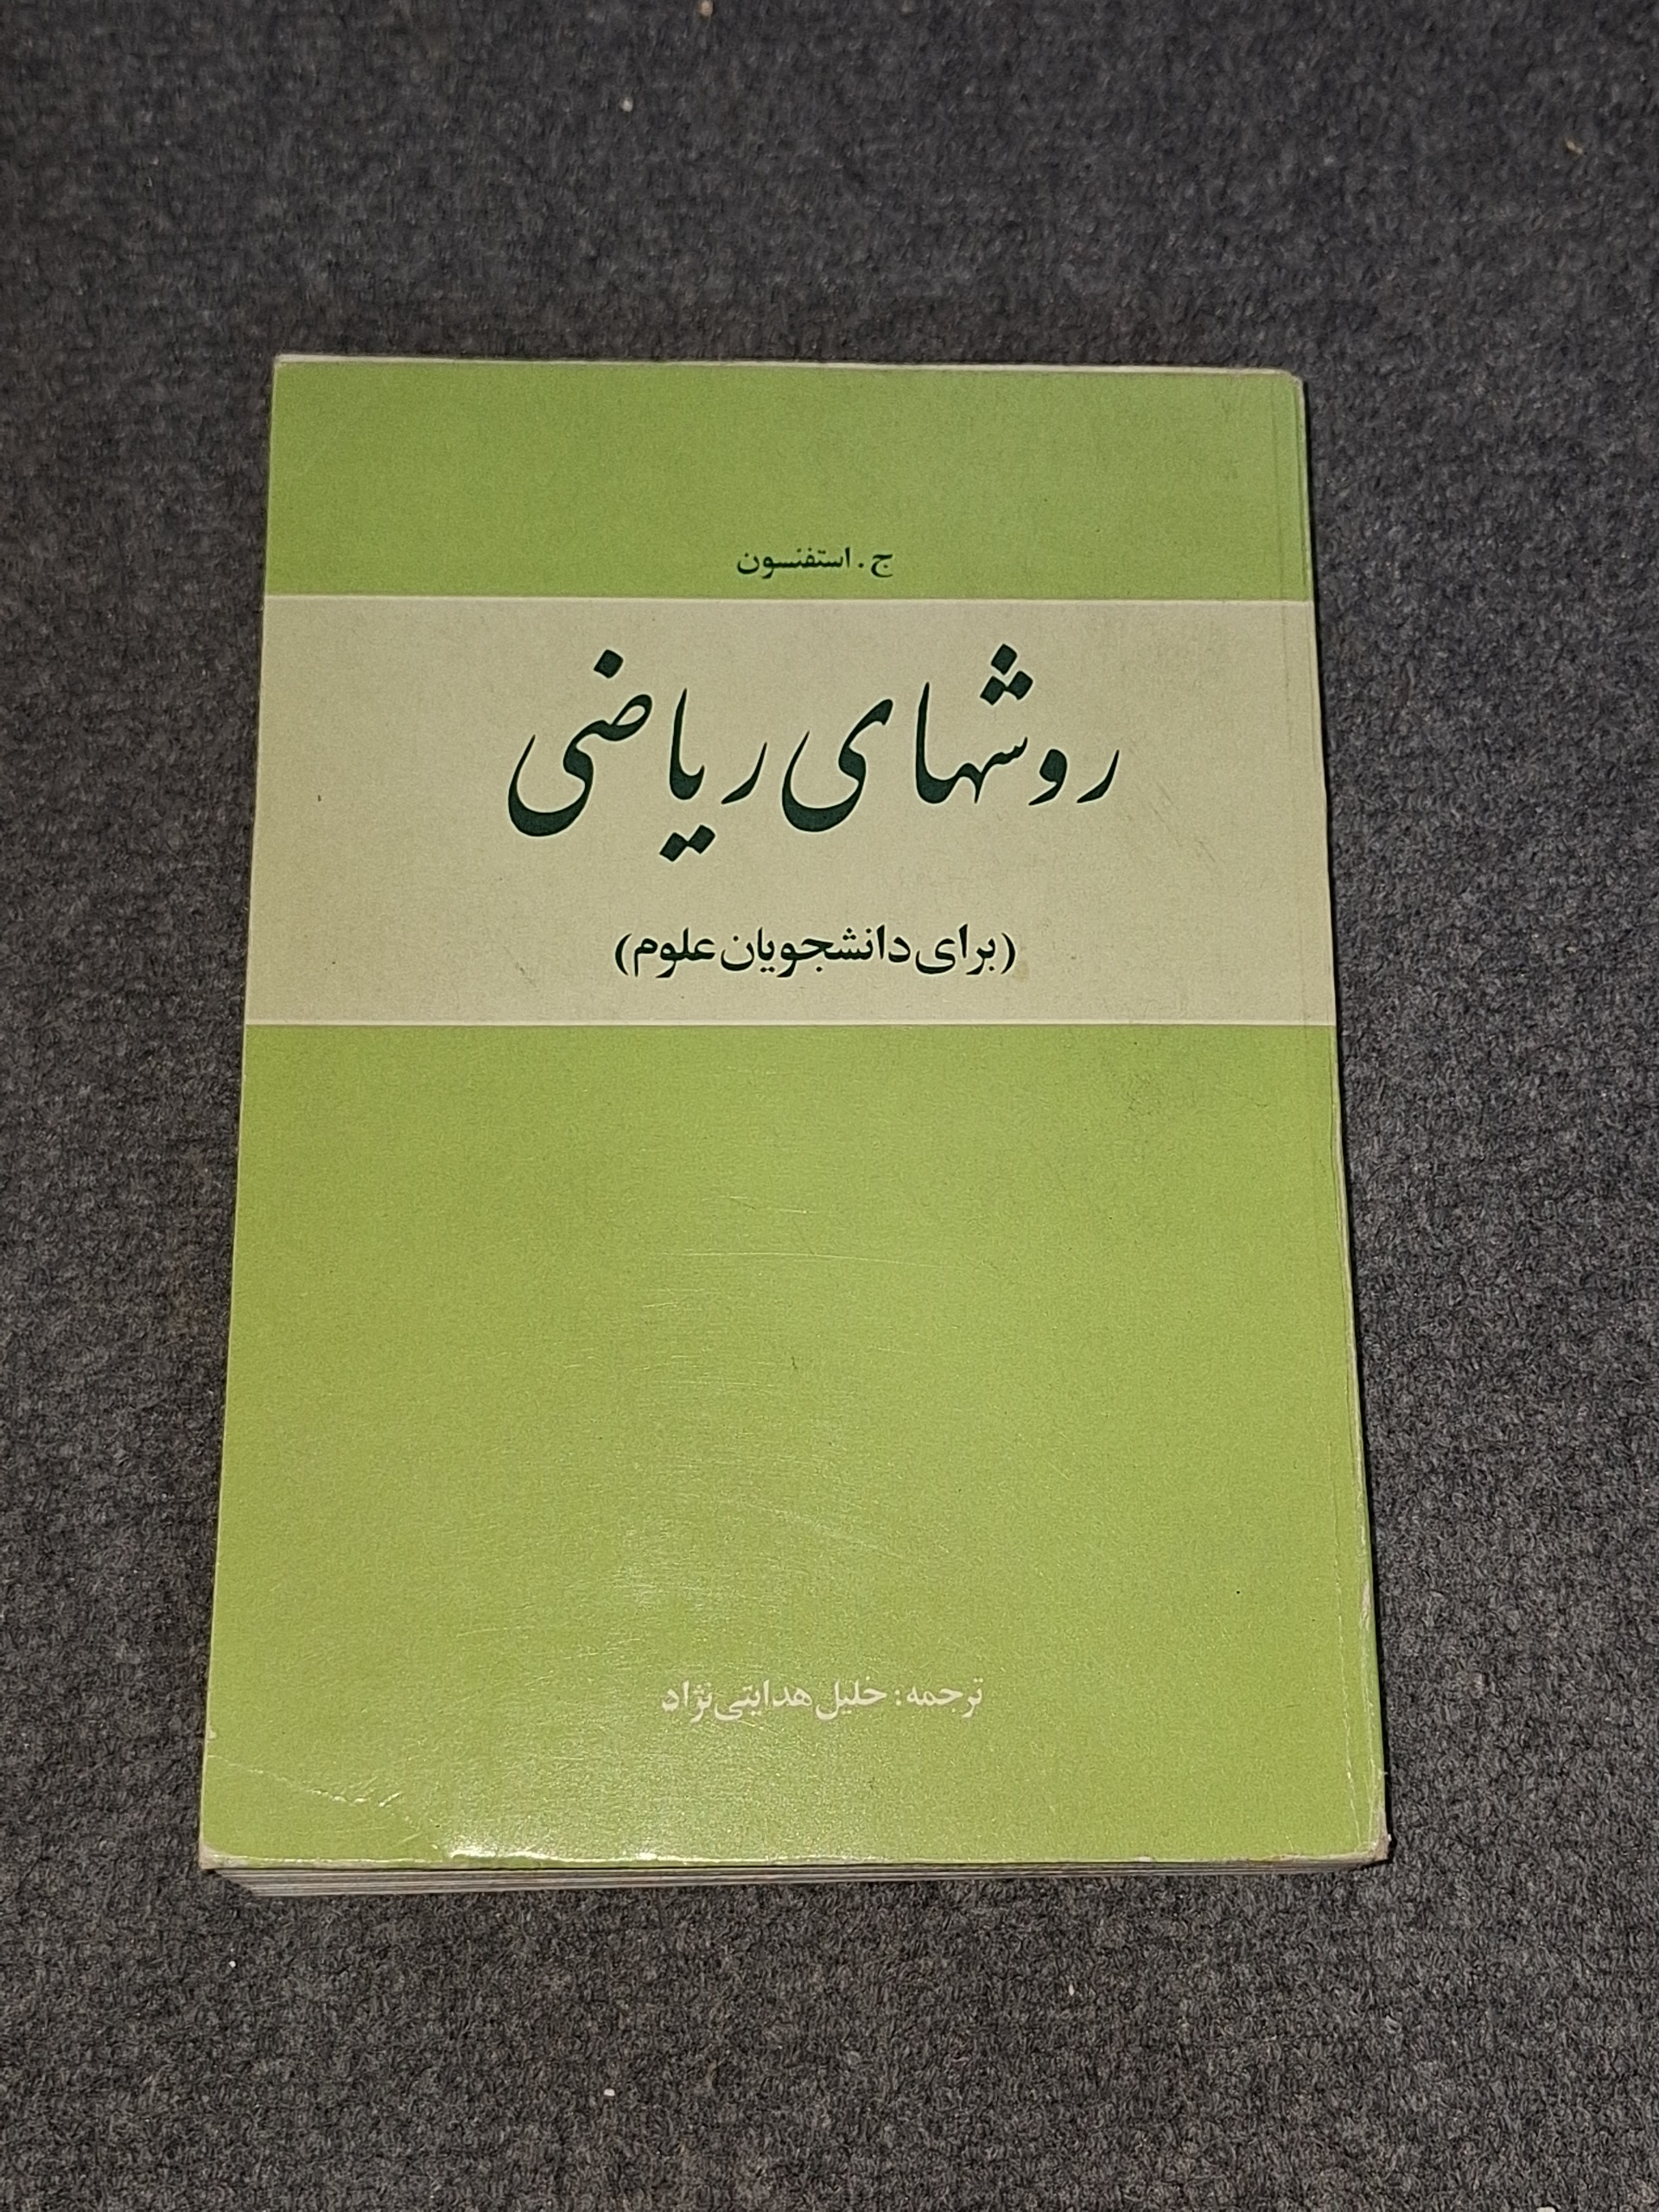 ج. استفنسون
روشهای ریاضی
(برای دانشجویان علوم)
ترجمه: خلیل هدایتی نژاد